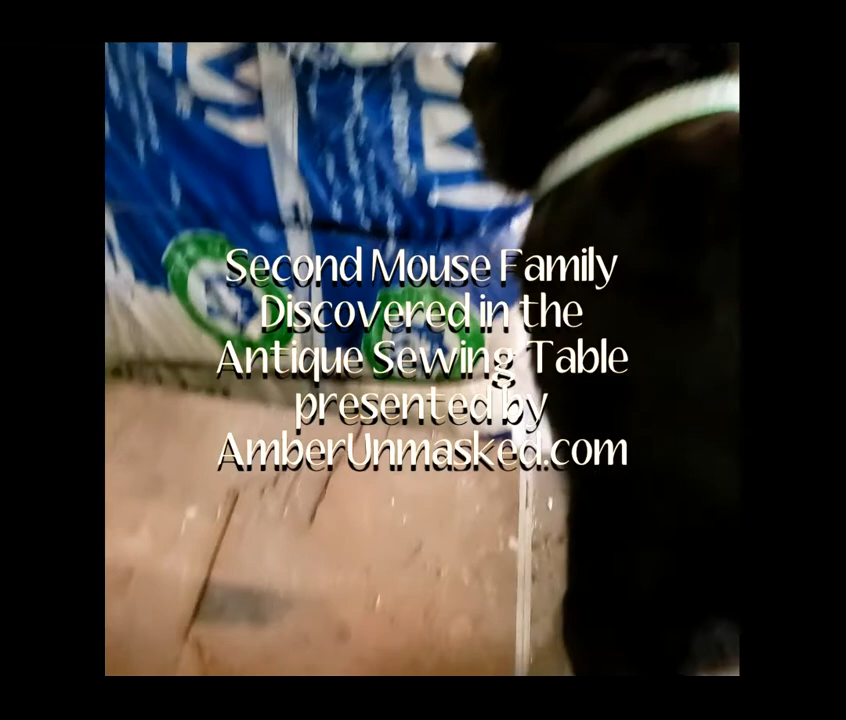 Second Mouse Family
Discovered in the
Antique Sewing Table
presented by
AmberUnmasked.com